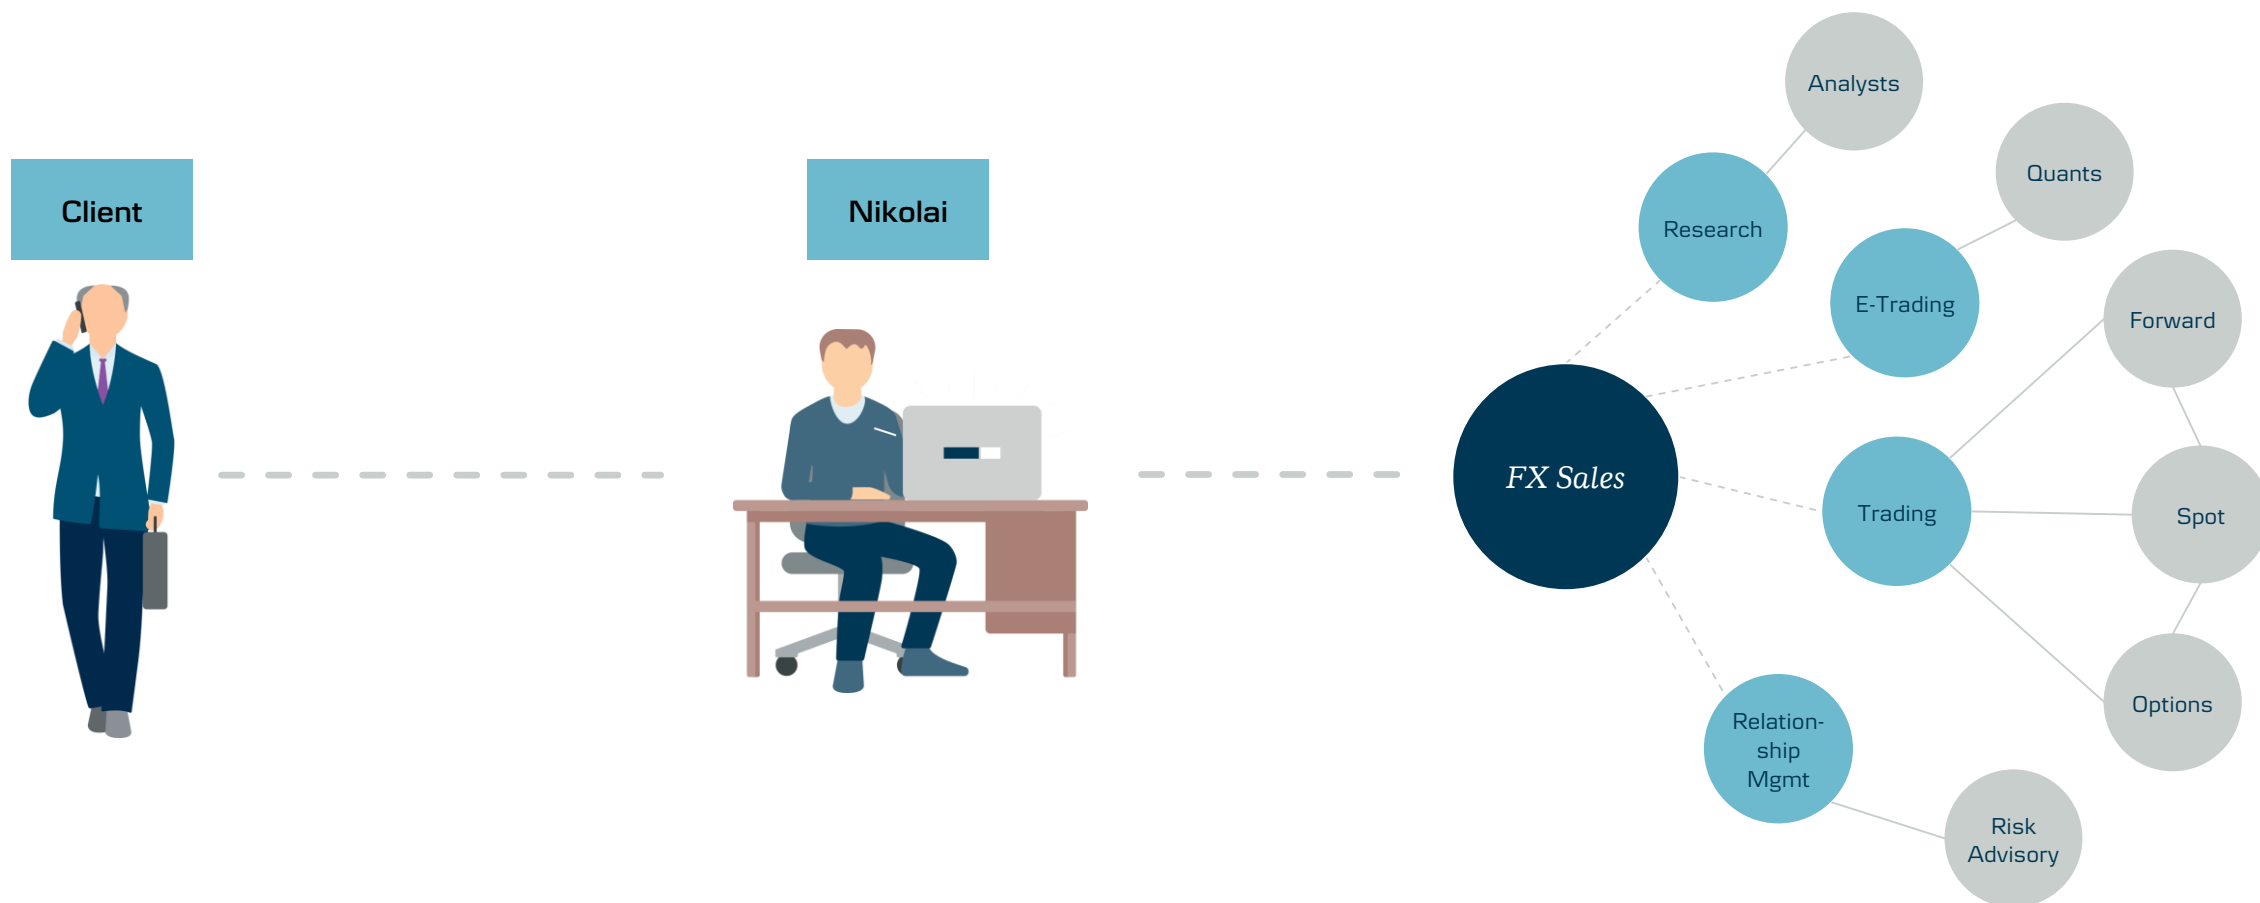 Client
Nikolai
FX Sales
Research
Analysts
E-Trading
Quants
Trading
Forward
Spot
Options
Relation-
ship
Mgmt
Risk
Advisory